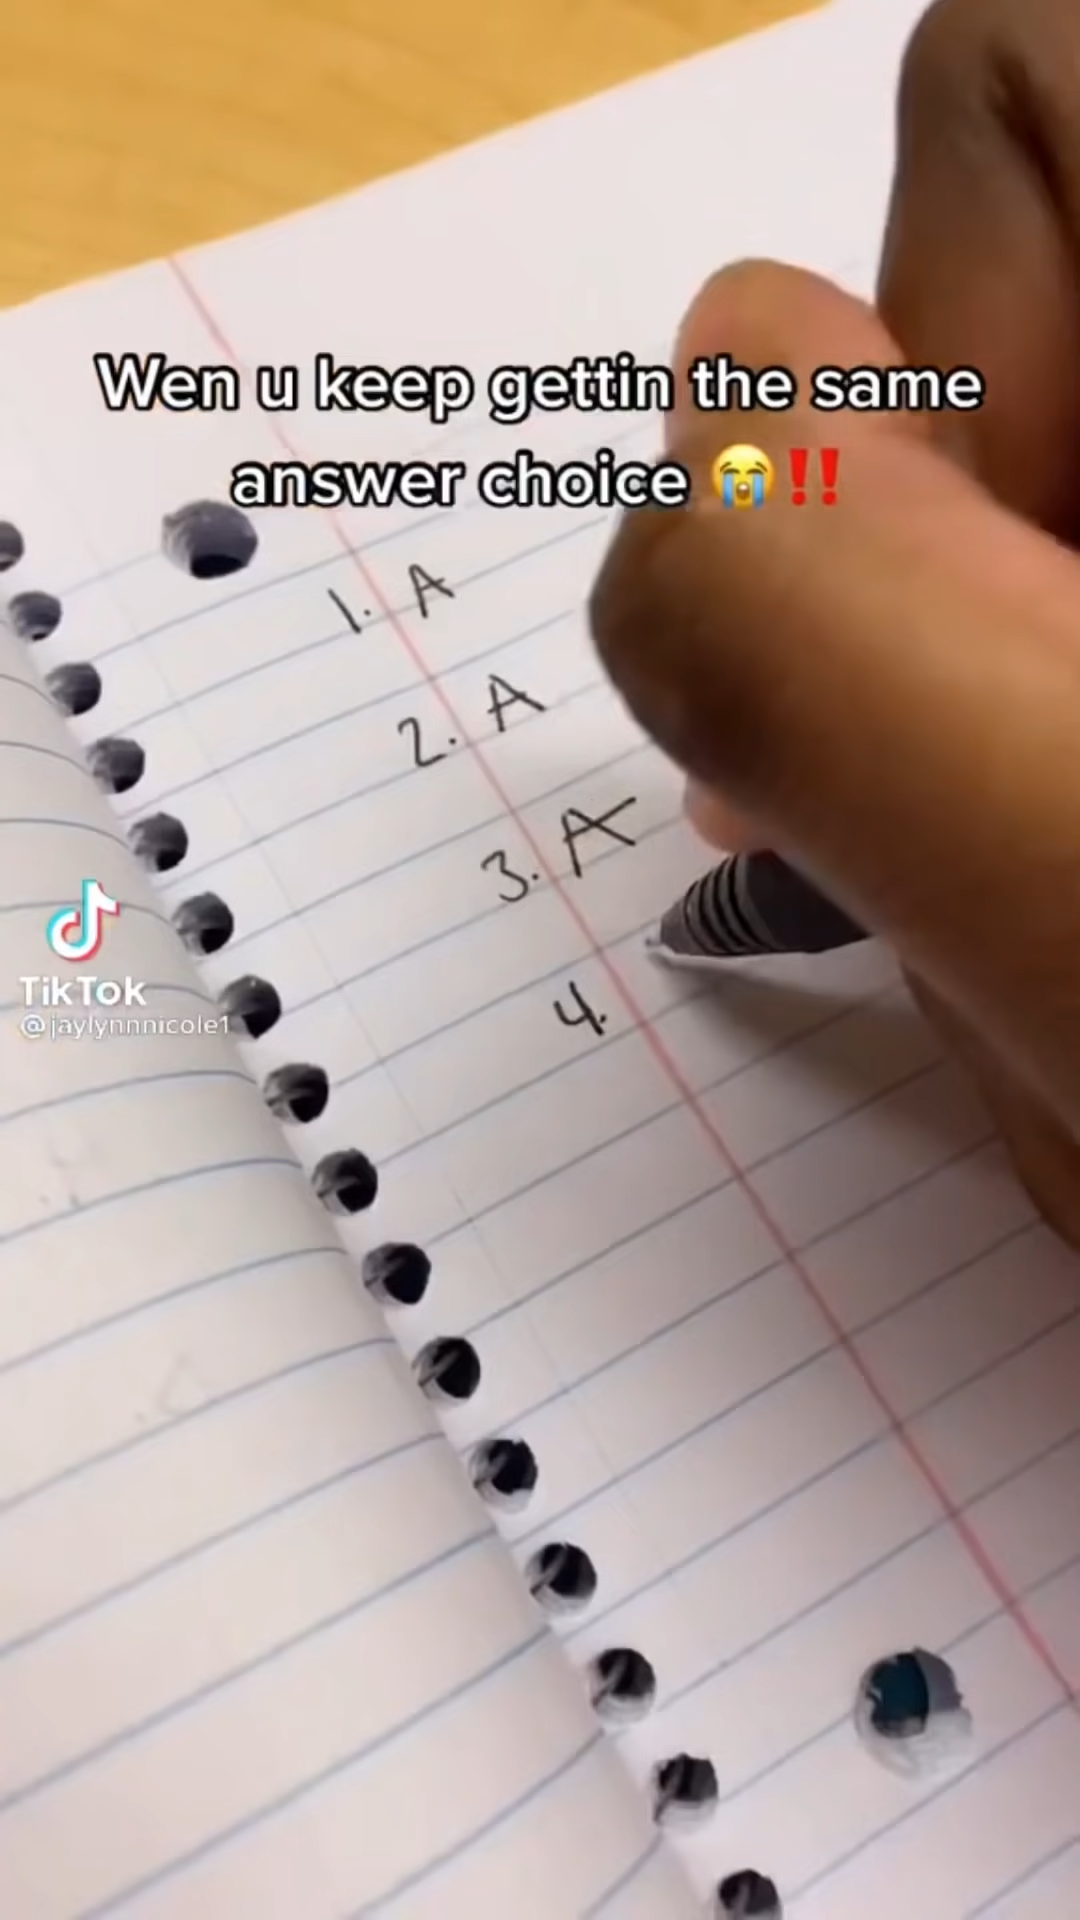 Wen u keep gettin the same
answer choice 😭‼️
1. A
2. A
3. A
4.
TikTok
@jaylynnnicole1